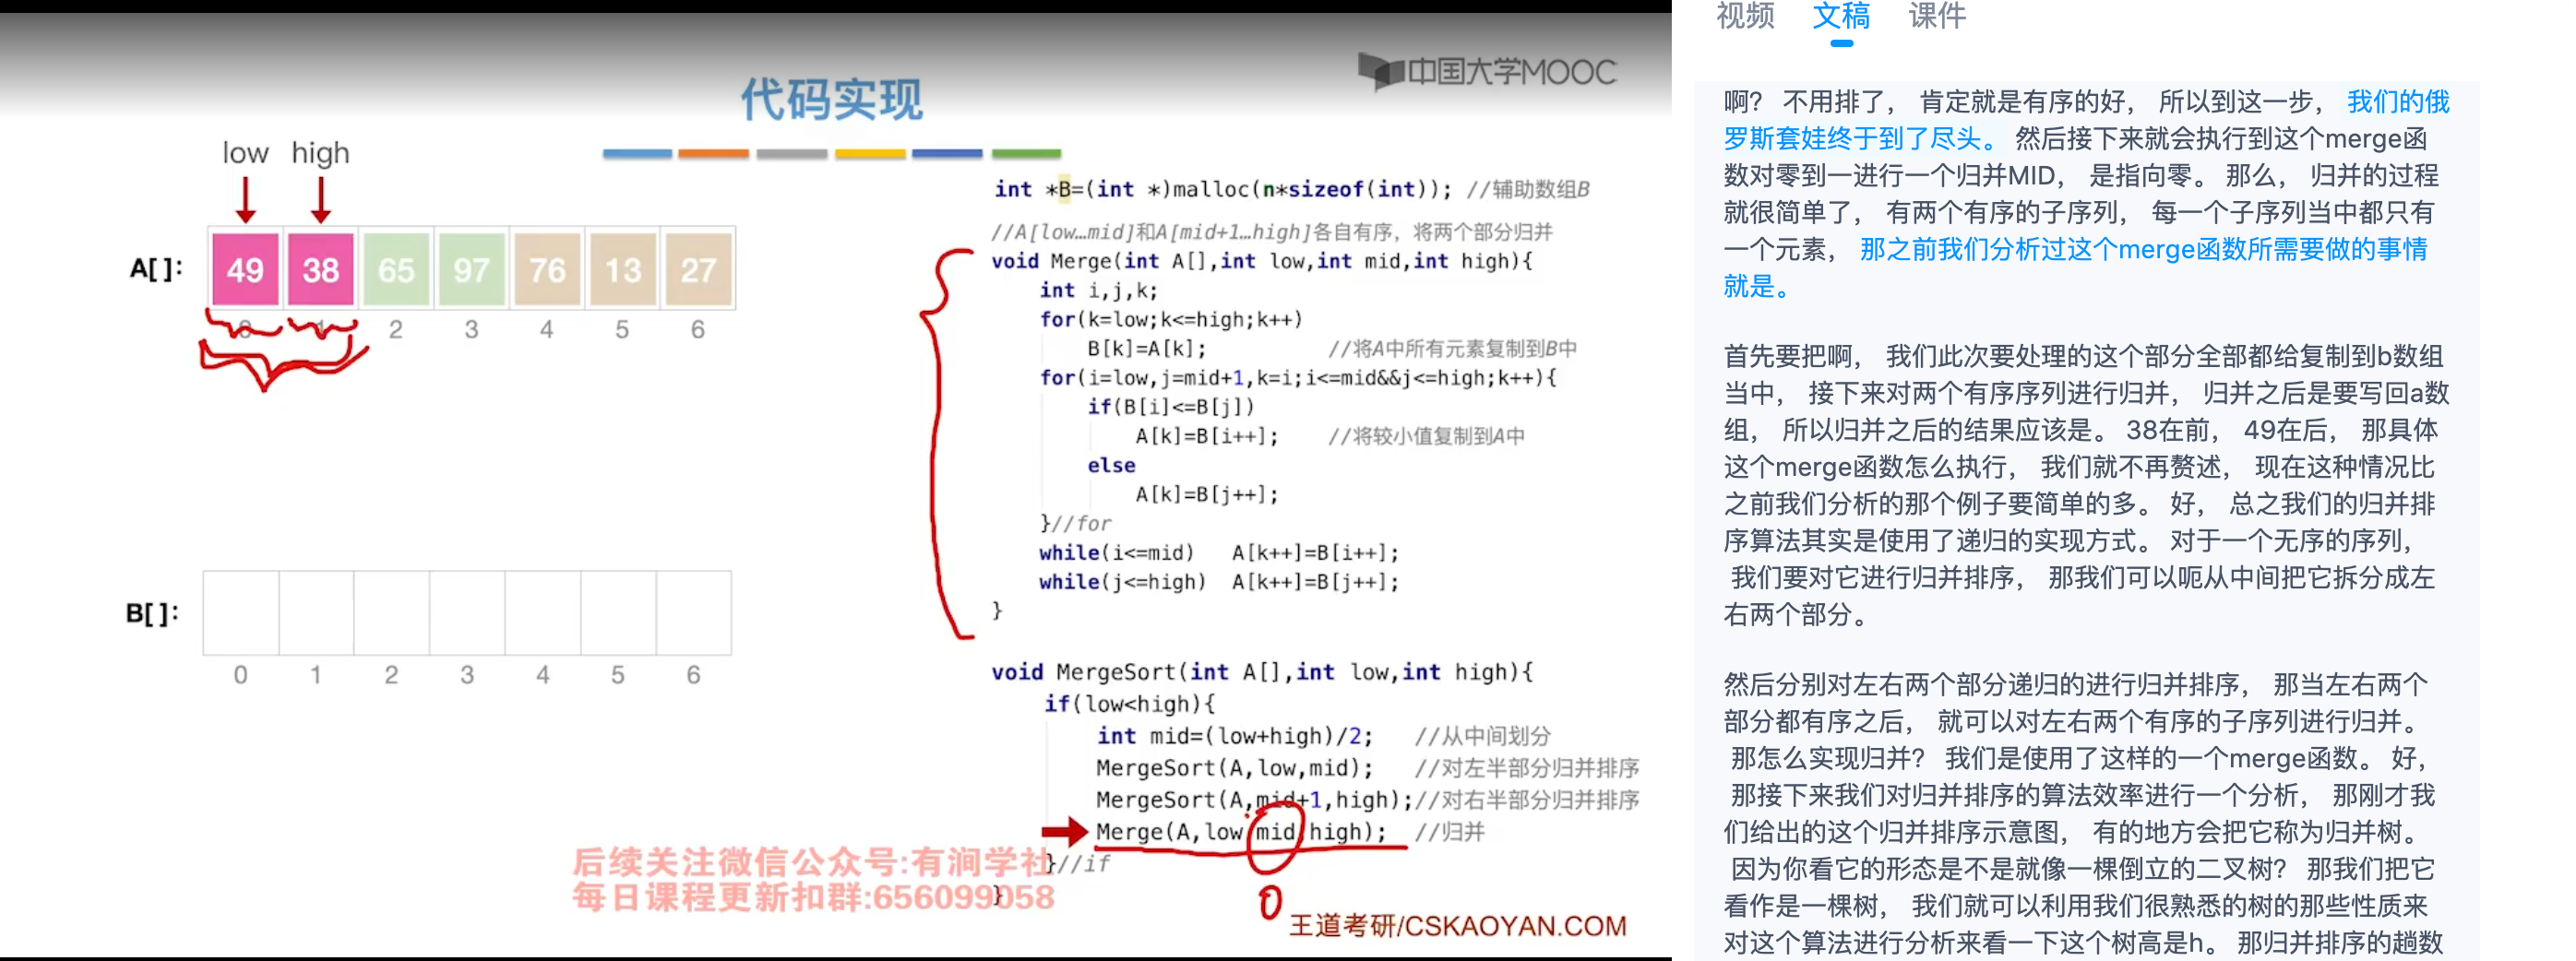 中国大学MOOC
代码实现
low high
A[ ]: 49 38 65 97 76 13 27
0 1 2 3 4 5 6
B[ ]:
0 1 2 3 4 5 6
int *B=(int *)malloc(n*sizeof(int)); //辅助数组B
//A[low…mid]和A[mid+1…high]各自有序，将两个部分归并
void Merge(int A[],int low,int mid,int high){
int i,j,k;
for(k=low;k<=high;k++)
B[k]=A[k]; //将A中所有元素复制到B中
for(i=low,j=mid+1,k=i;i<=mid&&j<=high;k++){
if(B[i]<=B[j])
A[k]=B[i++]; //将较小值复制到A中
else
A[k]=B[j++];
}//for
while(i<=mid) A[k++]=B[i++];
while(j<=high) A[k++]=B[j++];
}
void MergeSort(int A[],int low,int high){
if(low<high){
int mid=(low+high)/2; //从中间划分
MergeSort(A,low,mid); //对左半部分归并排序
MergeSort(A,mid+1,high);//对右半部分归并排序
Merge(A,low,mid,high); //归并
}//if
}
0
后续关注微信公众号:有涧学社
每日课程更新扣群:656099058
王道考研/CSKAOYAN.COM
视频 文稿 课件
啊？ 不用排了， 肯定就是有序的好， 所以到这一步， 我们的俄
罗斯套娃终于到了尽头。 然后接下来就会执行到这个merge函
数对零到一进行一个归并MID， 是指向零。 那么， 归并的过程
就很简单了， 有两个有序的子序列， 每一个子序列当中都只有
一个元素， 那之前我们分析过这个merge函数所需要做的事情
就是。
首先要把啊， 我们此次要处理的这个部分全部都给复制到b数组
当中， 接下来对两个有序序列进行归并， 归并之后是要写回a数
组， 所以归并之后的结果应该是。 38在前， 49在后， 那具体
这个merge函数怎么执行， 我们就不再赘述， 现在这种情况比
之前我们分析的那个例子要简单的多。 好， 总之我们的归并排
序算法其实是使用了递归的实现方式。 对于一个无序的序列，
我们要对它进行归并排序， 那我们可以呃从中间把它拆分成左
右两个部分。
然后分别对左右两个部分递归的进行归并排序， 那当左右两个
部分都有序之后， 就可以对左右两个有序的子序列进行归并。
那怎么实现归并？ 我们是使用了这样的一个merge函数。 好，
那接下来我们对归并排序的算法效率进行一个分析， 那刚才我
们给出的这个归并排序示意图， 有的地方会把它称为归并树。
因为你看它的形态是不是就像一棵倒立的二叉树？ 那我们把它
看作是一棵树， 我们就可以利用我们很熟悉的树的那些性质来
对这个算法进行分析来看一下这个树高是h。 那归并排序的趟数